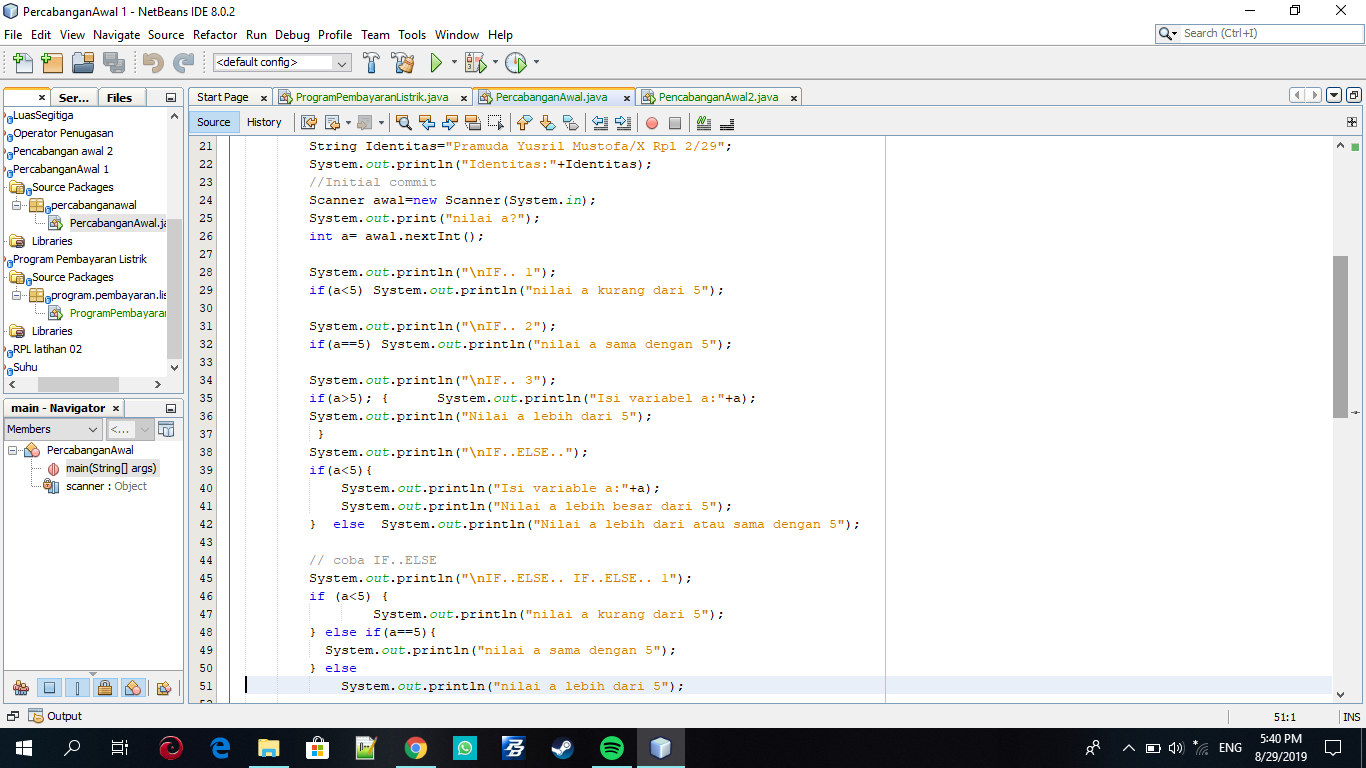 PercabanganAwal 1 - NetBeans IDE 8.0.2
File Edit View Navigate Source Refactor Run Debug Profile Team Tools Window Help
Search (Ctrl+I)
<default config>
Ser... Files
LuasSegitiga
Operator Penugasan
Pencabangan awal 2
PercabanganAwal 1
Source Packages
percabanganawal
PercabanganAwal.ja
Libraries
Program Pembayaran Listrik
Source Packages
program.pembayaran.lis
ProgramPembayaran
Libraries
RPL latihan 02
Suhu
main - Navigator
Members <...
PercabanganAwal
main(String[] args)
scanner : Object
Start Page ProgramPembayaranListrik.java PercabanganAwal.java PencabanganAwal2.java
Source History
21 String Identitas="Pramuda Yusril Mustofa/X Rpl 2/29";
22 System.out.println("Identitas:"+Identitas);
23 //Initial commit
24 Scanner awal=new Scanner(System.in);
25 System.out.print("nilai a?");
26 int a= awal.nextInt();
27
28 System.out.println("\nIF.. 1");
29 if(a<5) System.out.println("nilai a kurang dari 5");
30
31 System.out.println("\nIF.. 2");
32 if(a==5) System.out.println("nilai a sama dengan 5");
33
34 System.out.println("\nIF.. 3");
35 if(a>5); { System.out.println("Isi variabel a:"+a);
36 System.out.println("Nilai a lebih dari 5");
37 }
38 System.out.println("\nIF..ELSE..");
39 if(a<5){
40 System.out.println("Isi variable a:"+a);
41 System.out.println("Nilai a lebih besar dari 5");
42 } else System.out.println("Nilai a lebih dari atau sama dengan 5");
43
44 // coba IF..ELSE
45 System.out.println("\nIF..ELSE.. IF..ELSE.. 1");
46 if (a<5) {
47 System.out.println("nilai a kurang dari 5");
48 } else if(a==5){
49 System.out.println("nilai a sama dengan 5");
50 } else
51 System.out.println("nilai a lebih dari 5");
Output
51:1 INS
ENG
5:40 PM
8/29/2019